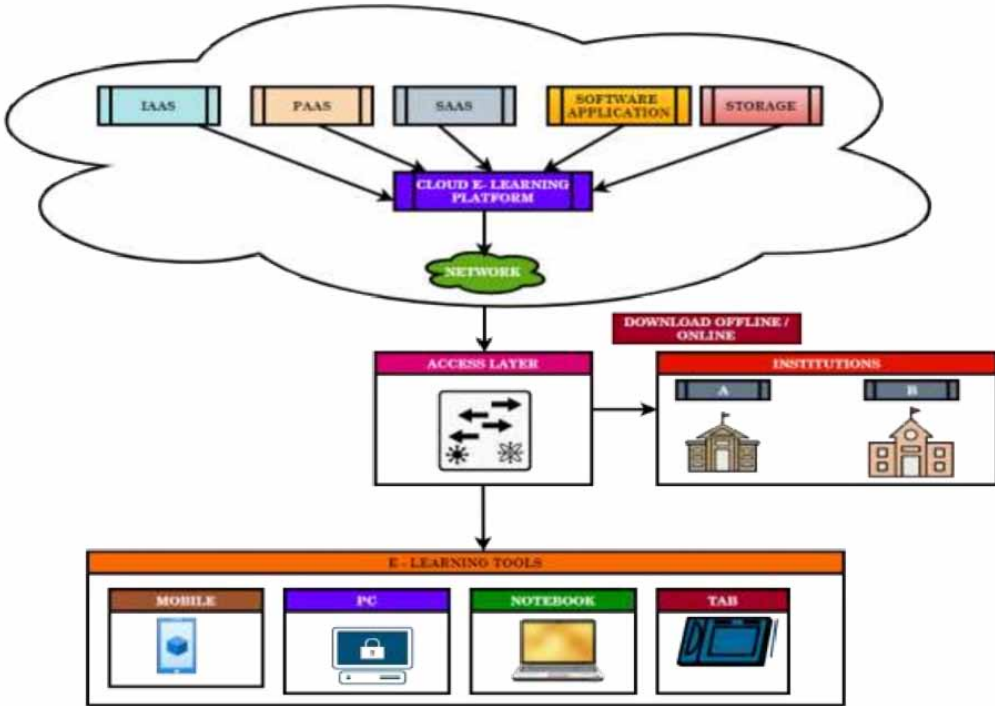 IAAS
PAAS
SAAS
SOFTWARE
APPLICATION
STORAGE
CLOUD E- LEARNING
PLATFORM
NETWORK
DOWNLOAD OFFLINE /
ONLINE
ACCESS LAYER
INSTITUTIONS
A
B
E - LEARNING TOOLS
MOBILE
PC
NOTEBOOK
TAB